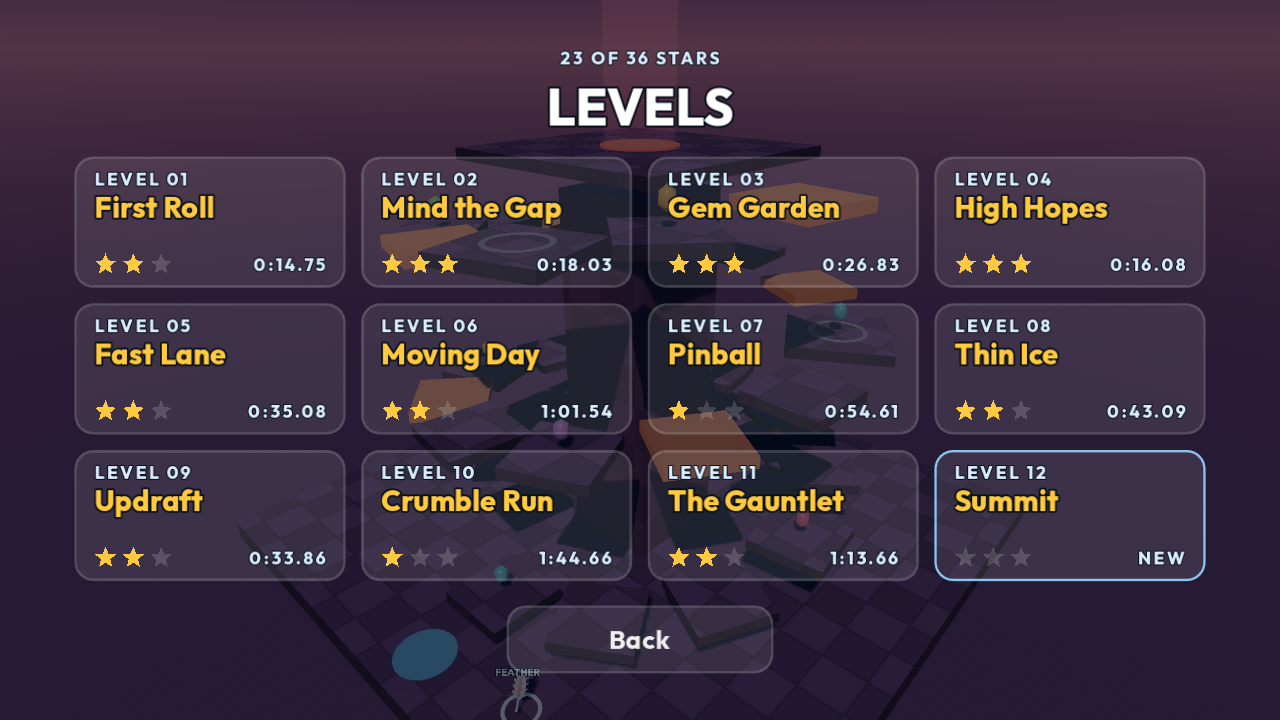 23 OF 36 STARS
LEVELS
LEVEL 01
First Roll
0:14.75
LEVEL 02
Mind the Gap
0:18.03
LEVEL 03
Gem Garden
0:26.83
LEVEL 04
High Hopes
0:16.08
LEVEL 05
Fast Lane
0:35.08
LEVEL 06
Moving Day
1:01.54
LEVEL 07
Pinball
0:54.61
LEVEL 08
Thin Ice
0:43.09
LEVEL 09
Updraft
0:33.86
LEVEL 10
Crumble Run
1:44.66
LEVEL 11
The Gauntlet
1:13.66
LEVEL 12
Summit
NEW
Back
FEATHER